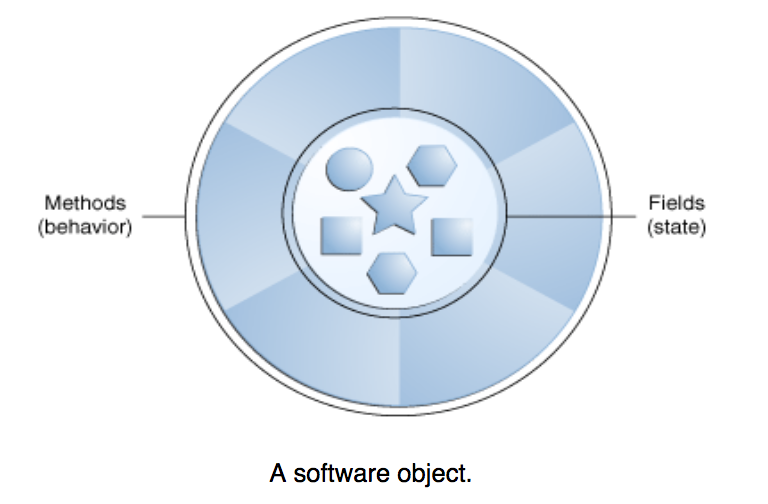 Methods
(behavior)
Fields
(state)
A software object.